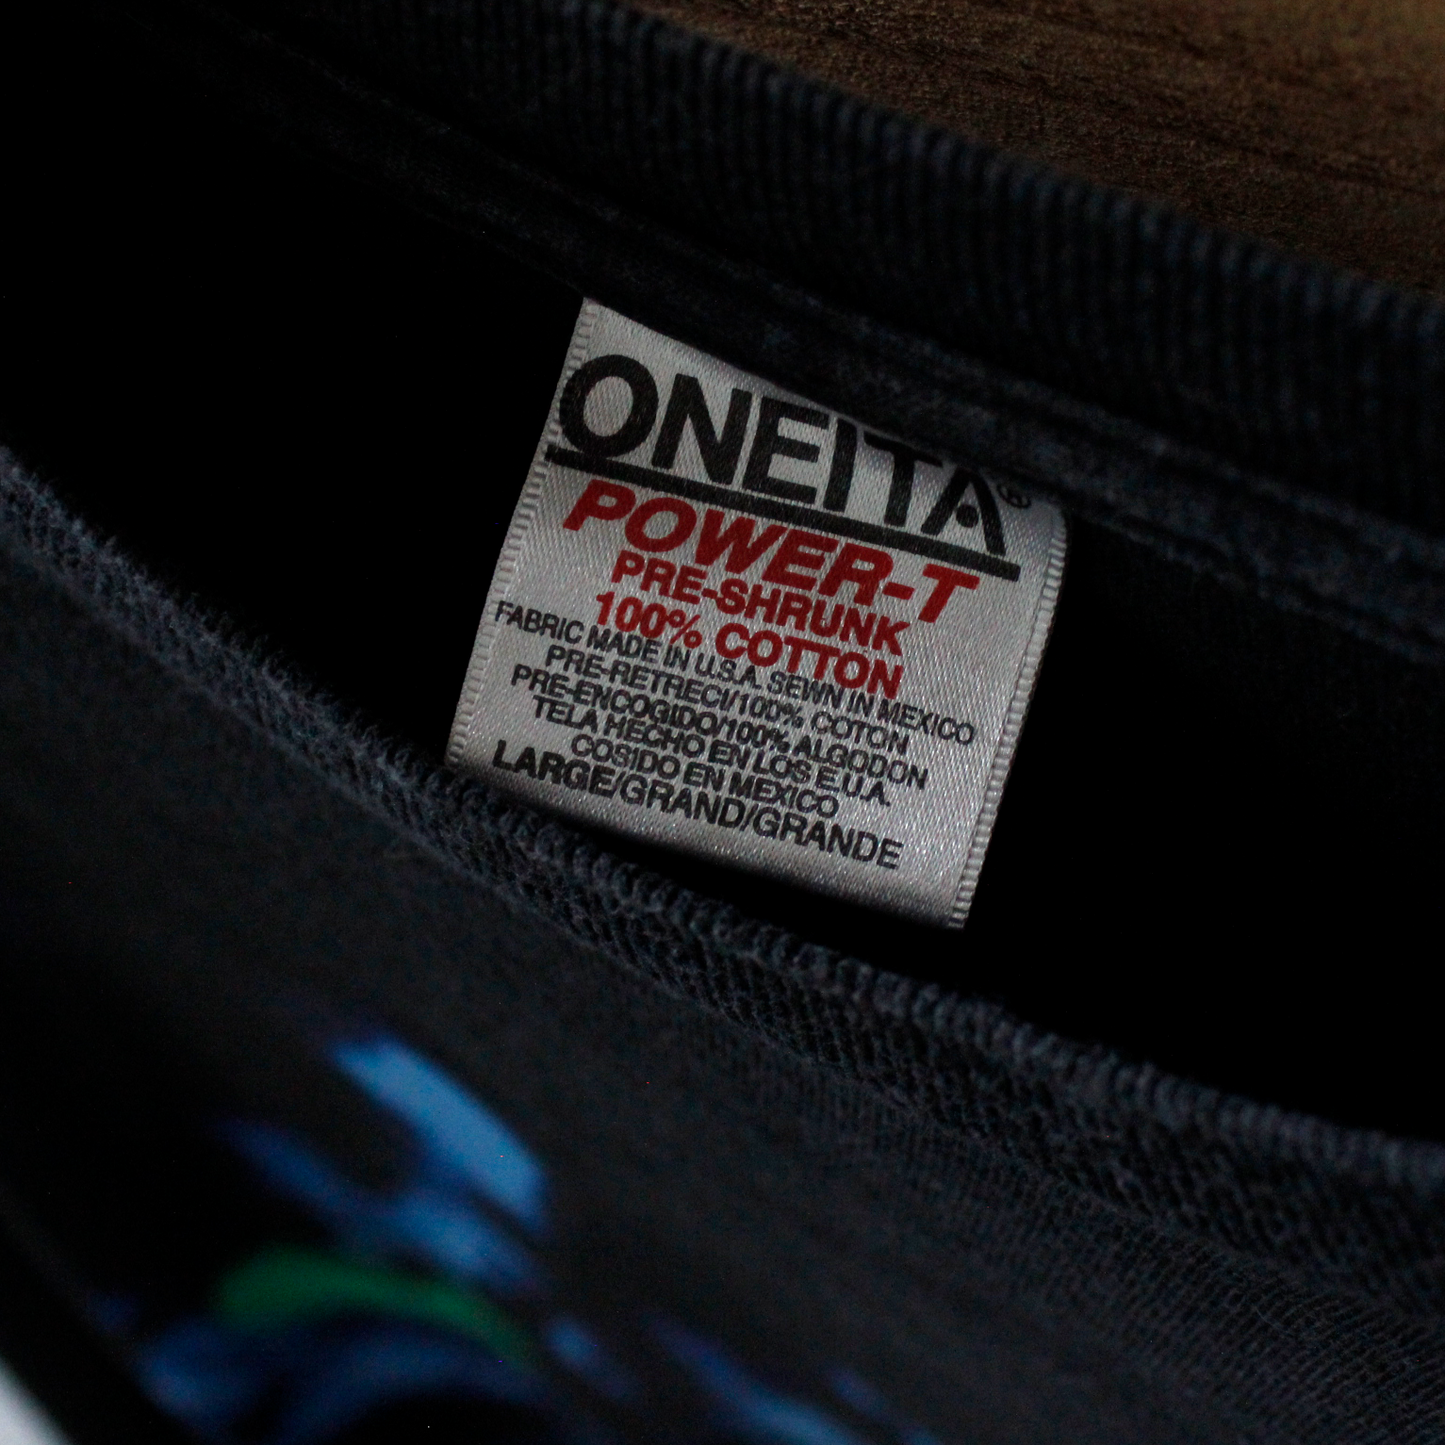 ONEITA®
POWER-T
PRE-SHRUNK
100% COTTON
FABRIC MADE IN U.S.A. SEWN IN MEXICO
PRE-RETRECI/100% COTON
PRE-ENCOGIDO/100% ALGODON
TELA HECHO EN LOS E.U.A.
COSIDO EN MEXICO
LARGE/GRAND/GRANDE